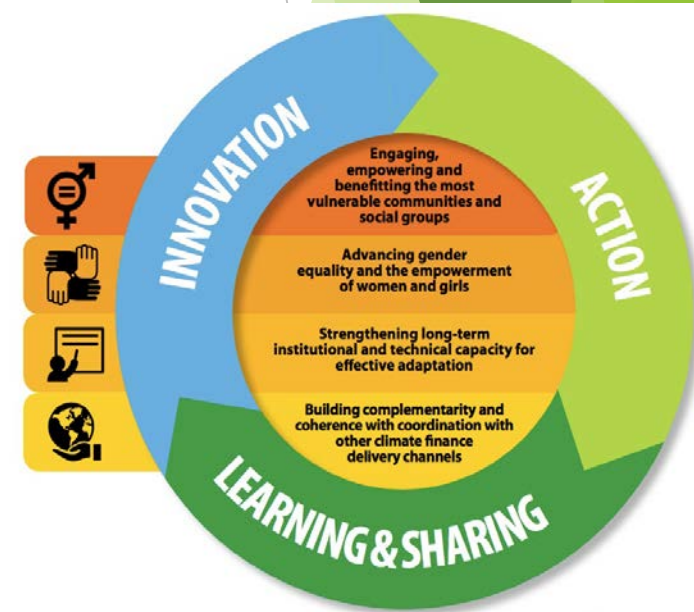 INNOVATION
ACTION
Engaging,
empowering and
benefitting the most
vulnerable communities and
social groups
Advancing gender
equality and the empowerment
of women and girls
Strengthening long-term
institutional and technical capacity for
effective adaptation
Building complementarity and
coherence with coordination with
other climate finance
delivery channels
LEARNING & SHARING